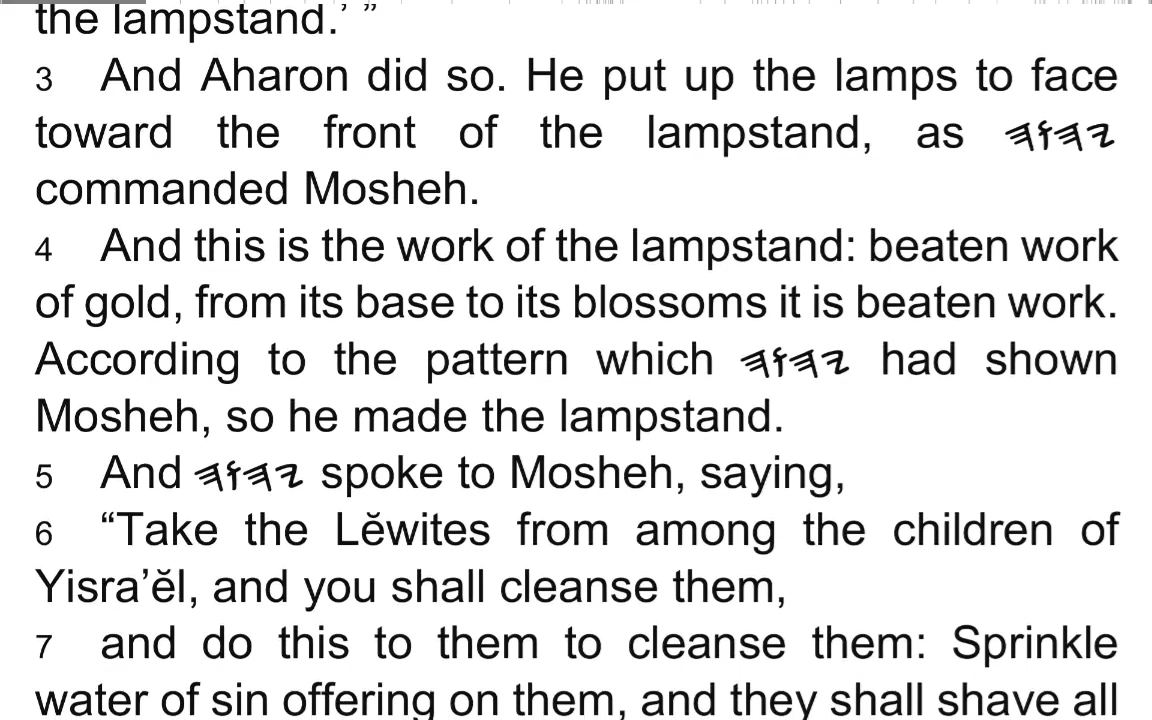 the lampstand.’ ”
3 And Aharon did so. He put up the lamps to face
toward the front of the lampstand, as 𐤉𐤄𐤅𐤄
commanded Mosheh.
4 And this is the work of the lampstand: beaten work
of gold, from its base to its blossoms it is beaten work.
According to the pattern which 𐤉𐤄𐤅𐤄 had shown
Mosheh, so he made the lampstand.
5 And 𐤉𐤄𐤅𐤄 spoke to Mosheh, saying,
6 “Take the Lĕwites from among the children of
Yisra’ĕl, and you shall cleanse them,
7 and do this to them to cleanse them: Sprinkle
water of sin offering on them, and they shall shave all